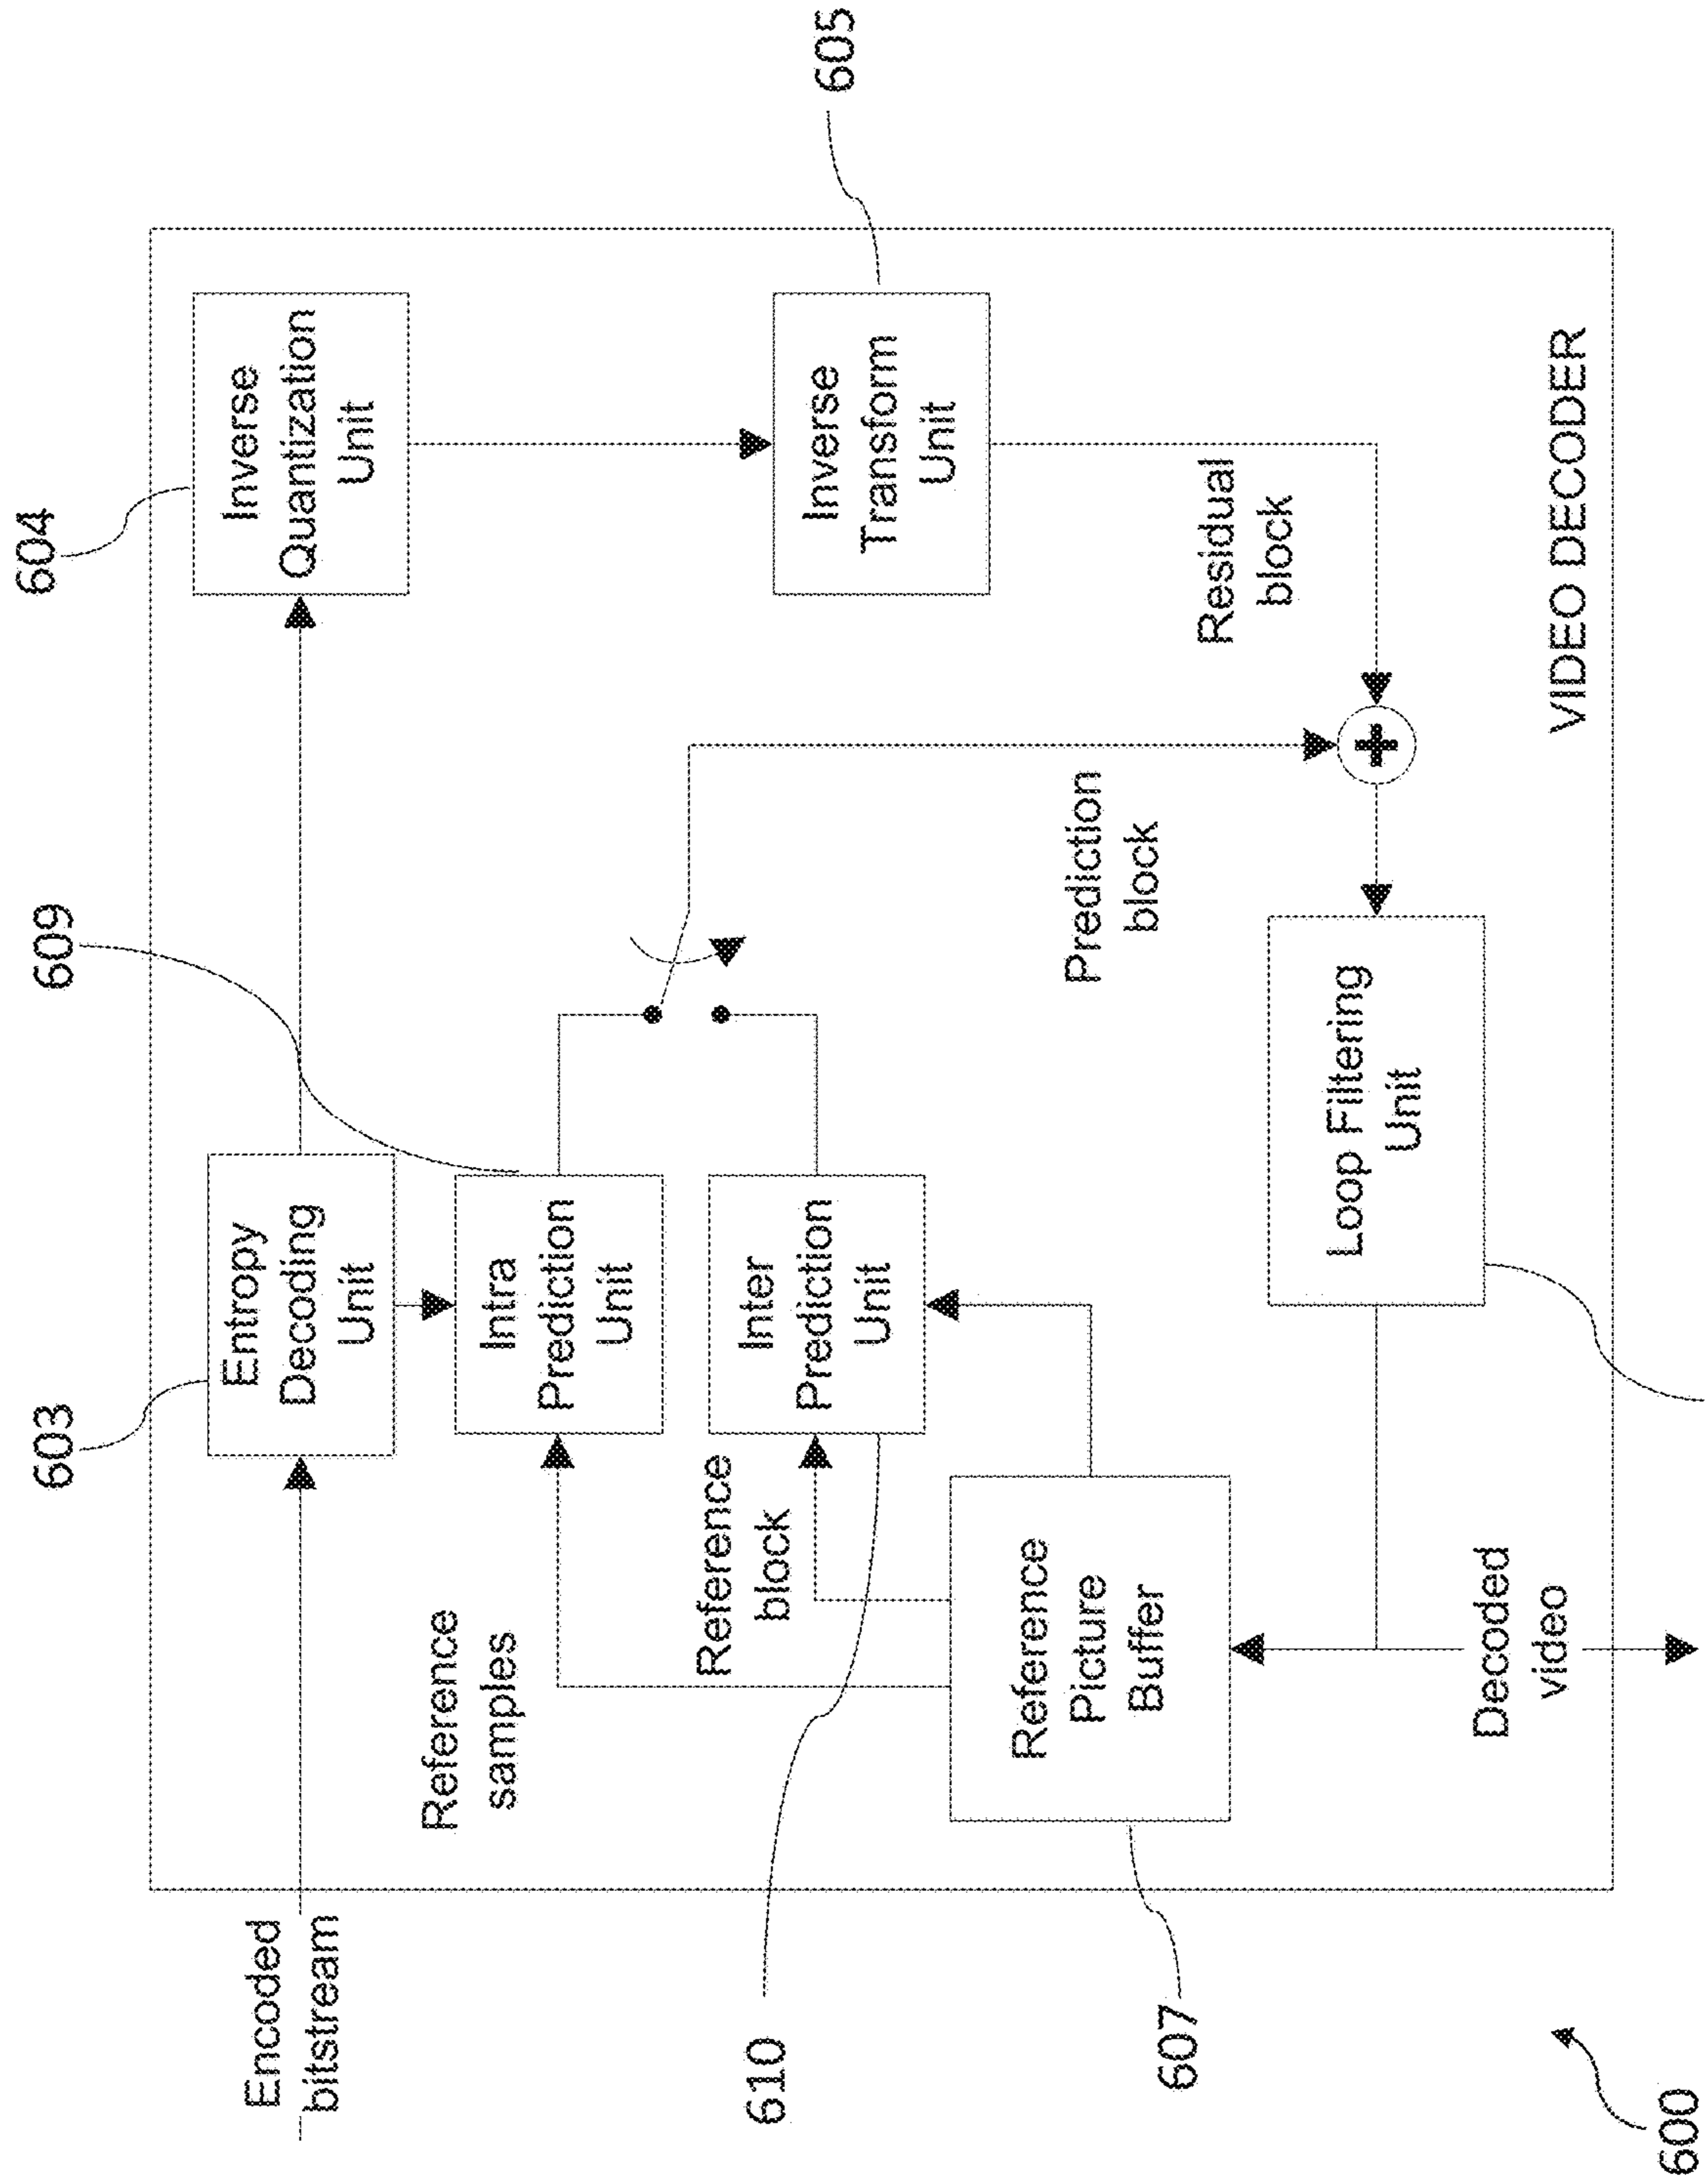 603
609
604
Encoded
bitstream
Entropy
Decoding
Unit
Inverse
Quantization
Unit
Reference
samples
Intra
Prediction
Unit
Reference
block
Inter
Prediction
Unit
Inverse
Transform
Unit
605
610
Reference
Picture
Buffer
Prediction
block
Residual
block
607
Loop Filtering
Unit
+
Decoded
video
VIDEO DECODER
600